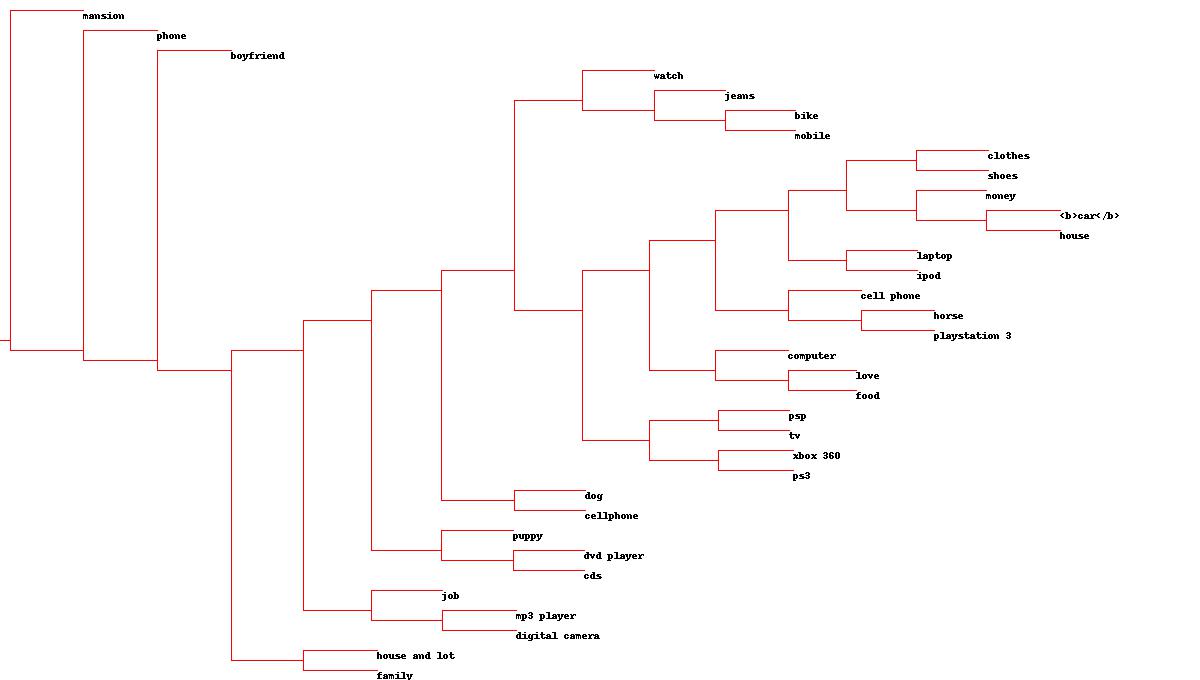 mansion
phone
boyfriend
watch
jeans
bike
mobile
clothes
shoes
money
<b>car</b>
house
laptop
ipod
cell phone
horse
playstation 3
computer
love
food
psp
tv
xbox 360
ps3
dog
cellphone
puppy
dvd player
cds
job
mp3 player
digital camera
house and lot
family